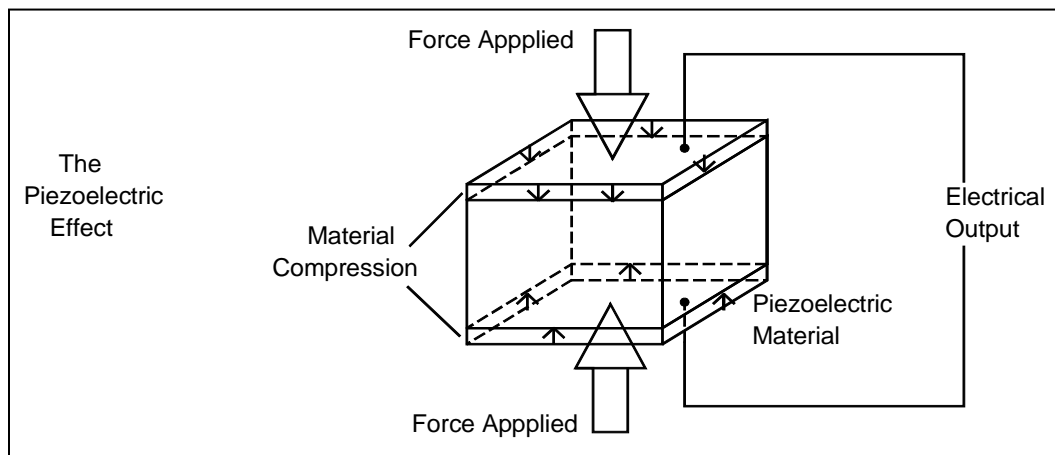 Force Appplied
The
Piezoelectric
Effect
Material
Compression
Electrical
Output
Piezoelectric
Material
Force Appplied